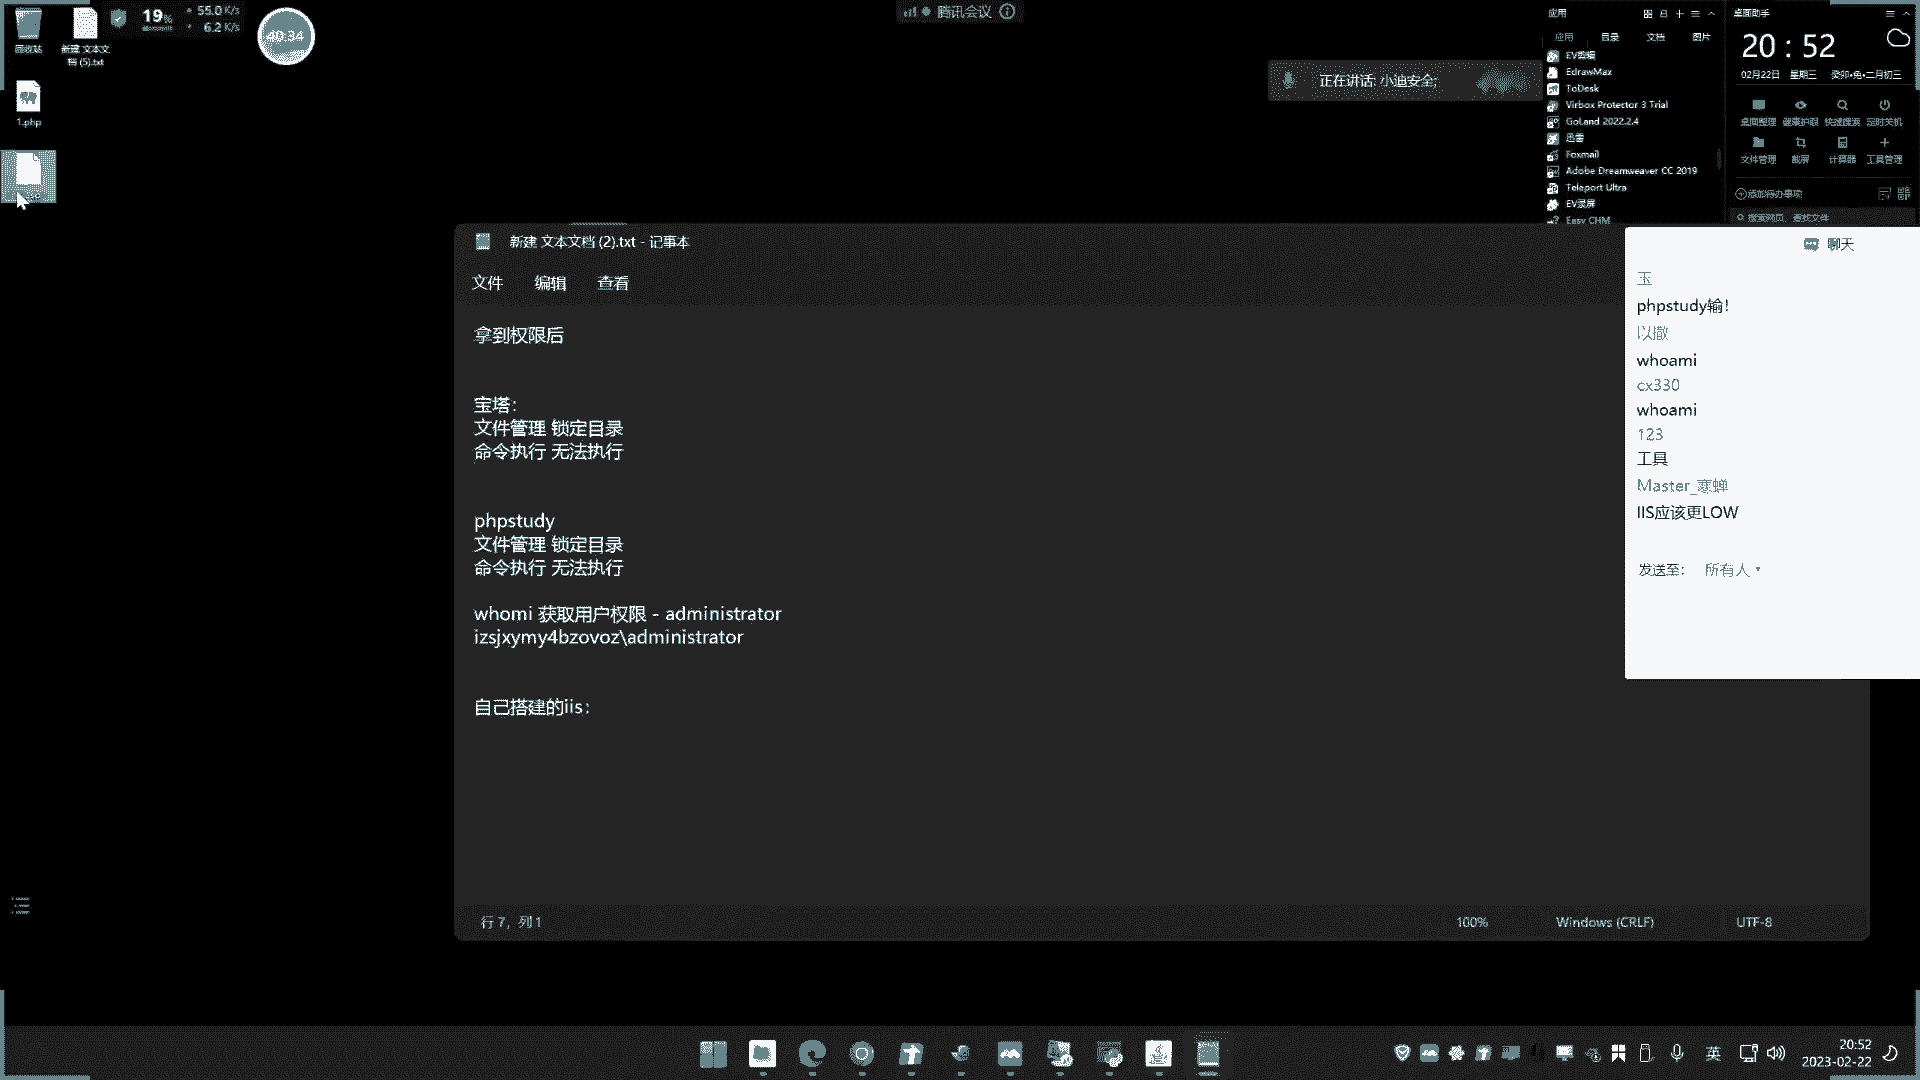 回收站
新建 文本文
档 (5).txt
19%
55.0 K/s
6.2 K/s
40:34
1.php
腾讯会议
正在讲话: 小迪安全;
应用
应用 目录 文档 图片
EV剪辑
EdrawMax
ToDesk
Virbox Protector 3 Trial
GoLand 2022.2.4
迅雷
Foxmail
Adobe Dreamweaver CC 2019
Teleport Ultra
EV录屏
Easy CHM
桌面助手
20 : 52
02月22日 星期三 癸卯•兔•二月初三
桌面整理 健康护眼 快速搜索 定时关机
文件管理 截屏 计算器 工具管理
添加待办事项
搜索网页、查找文件
新建 文本文档 (2).txt - 记事本
文件 编辑 查看
拿到权限后
宝塔：
文件管理 锁定目录
命令执行 无法执行
phpstudy
文件管理 锁定目录
命令执行 无法执行
whomi 获取用户权限 - administrator
izsjxymy4bzovoz\administrator
自己搭建的iis：
行 7，列 1
100%
Windows (CRLF)
UTF-8
聊天
玉
phpstudy输！
以撒
whoami
cx330
whoami
123
工具
Master_寒蝉
IIS应该更LOW
发送至： 所有人
英
20:52
2023-02-22